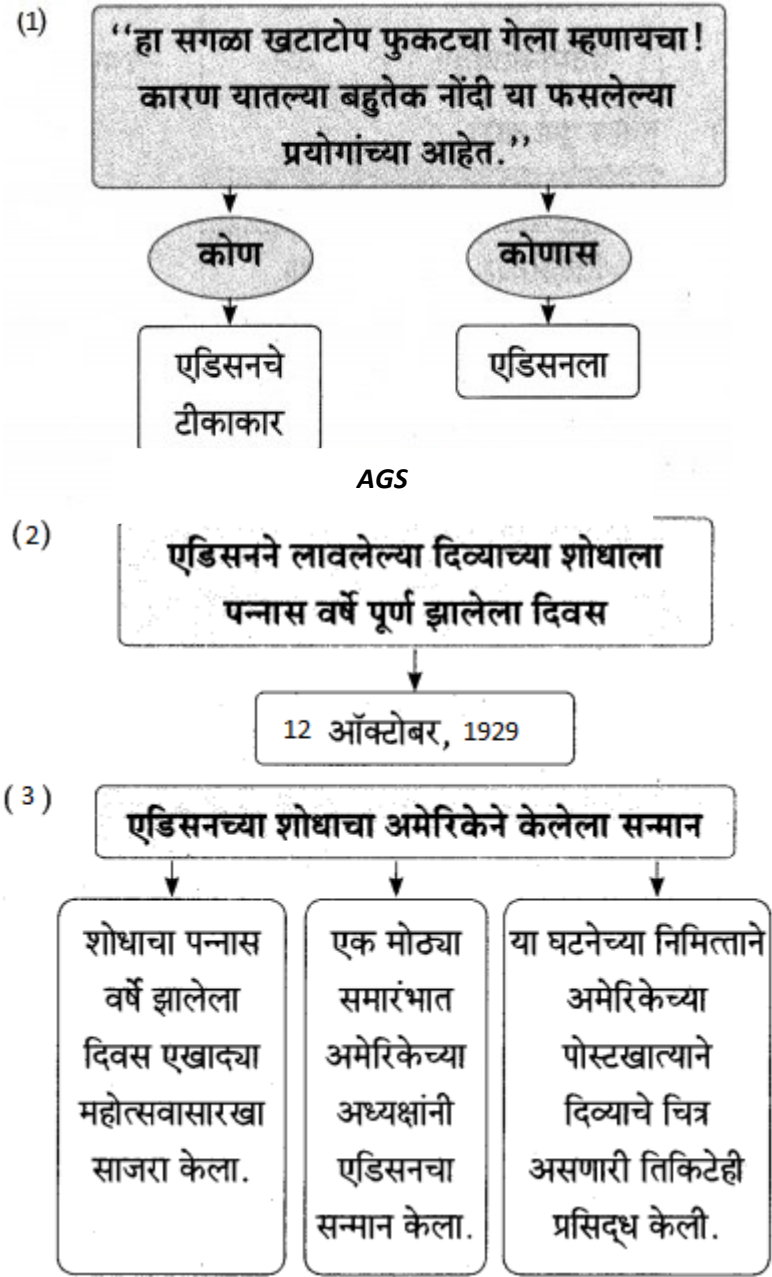 (1)
‘‘हा सगळा खटाटोप फुकटचा गेला म्हणायचा!
कारण यातल्या बहुतेक नोंदी या फसलेल्या
प्रयोगांच्या आहेत.’’
कोण
कोणास
एडिसनचे
टीकाकार
एडिसनला
AGS
(2)
एडिसनने लावलेल्या दिव्याच्या शोधाला
पन्नास वर्षे पूर्ण झालेला दिवस
12 ऑक्टोबर, 1929
(3)
एडिसनच्या शोधाचा अमेरिकेने केलेला सन्मान
शोधाचा पन्नास
वर्षे झालेला
दिवस एखाद्या
महोत्सवासारखा
साजरा केला.
एक मोठ्या
समारंभात
अमेरिकेच्या
अध्यक्षांनी
एडिसनचा
सन्मान केला.
या घटनेच्या निमित्ताने
अमेरिकेच्या
पोस्टखात्याने
दिव्याचे चित्र
असणारी तिकिटेही
प्रसिद्ध केली.